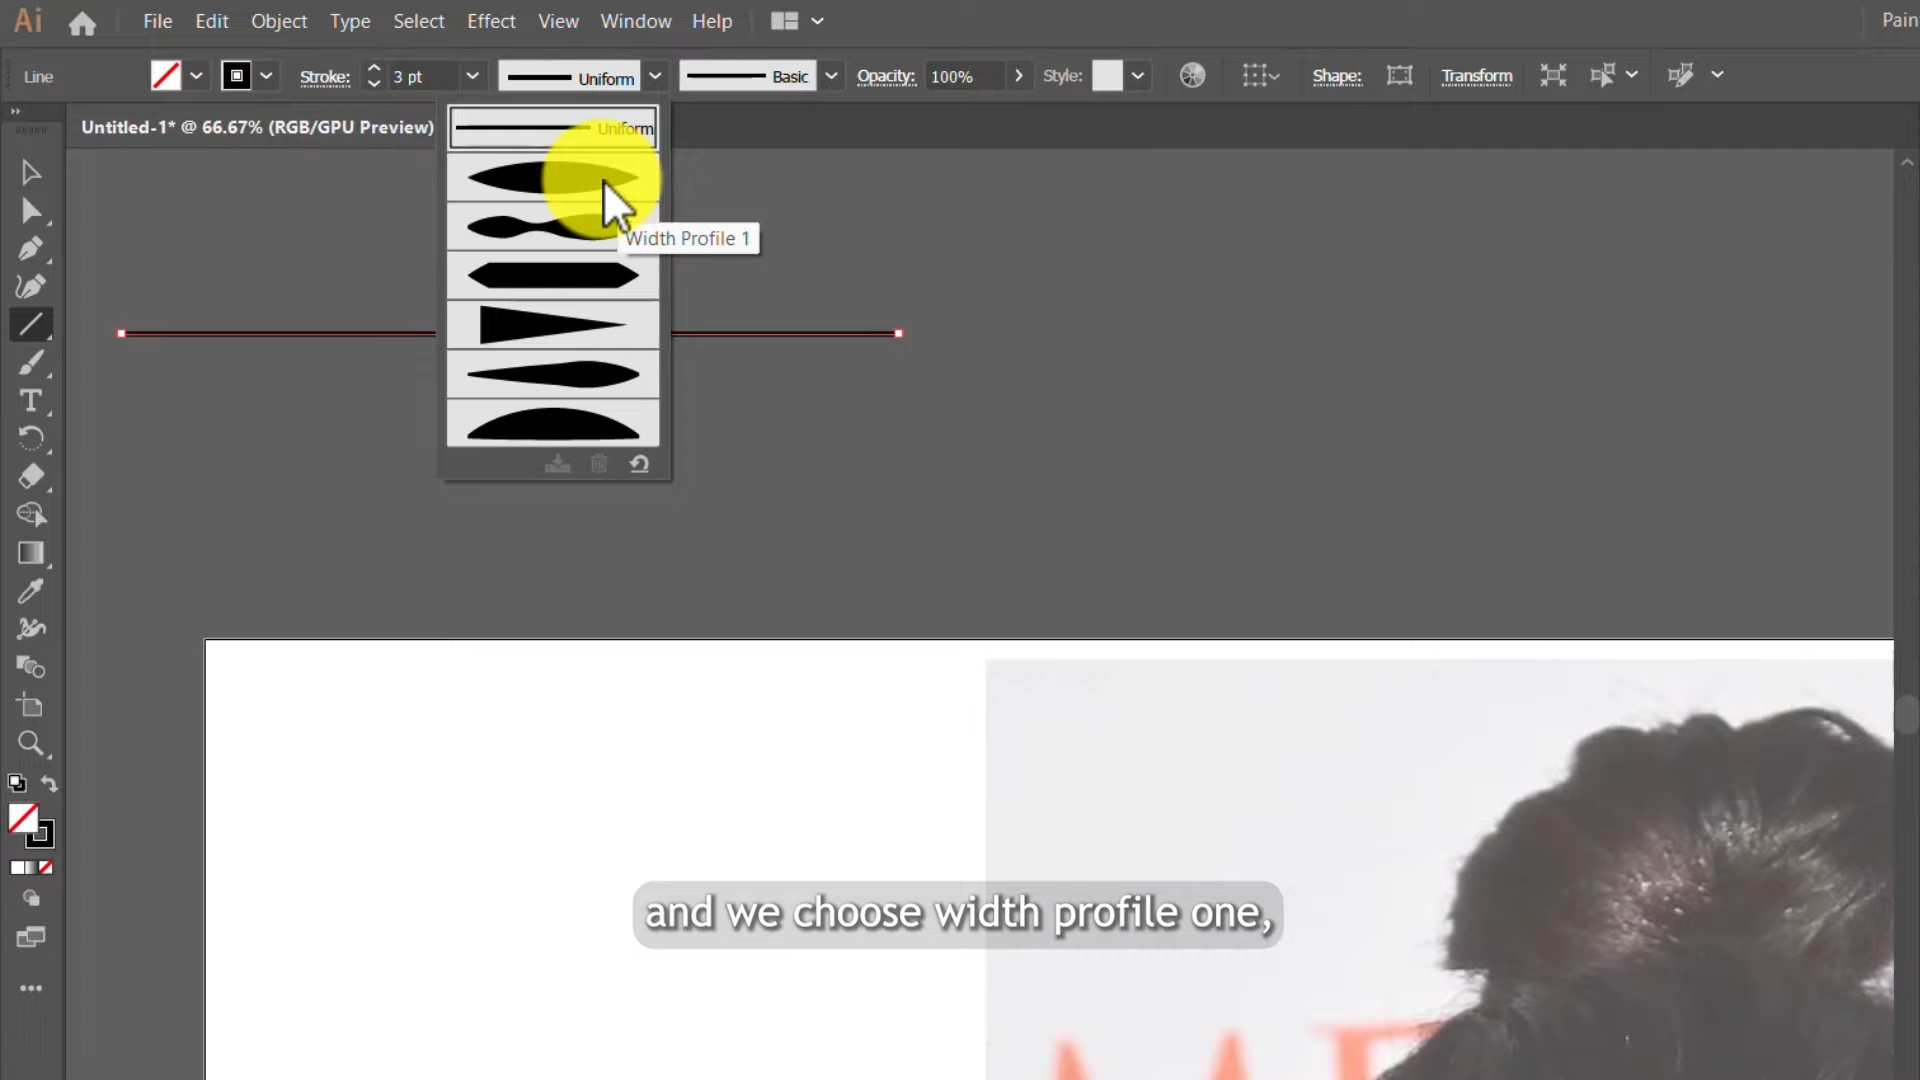 Ai File Edit Object Type Select Effect View Window Help Pain
Line Stroke: 3 pt Uniform Basic Opacity: 100% Style: Shape: Transform
Untitled-1* @ 66.67% (RGB/GPU Preview)
Uniform
Width Profile 1
and we choose width profile one,
ME